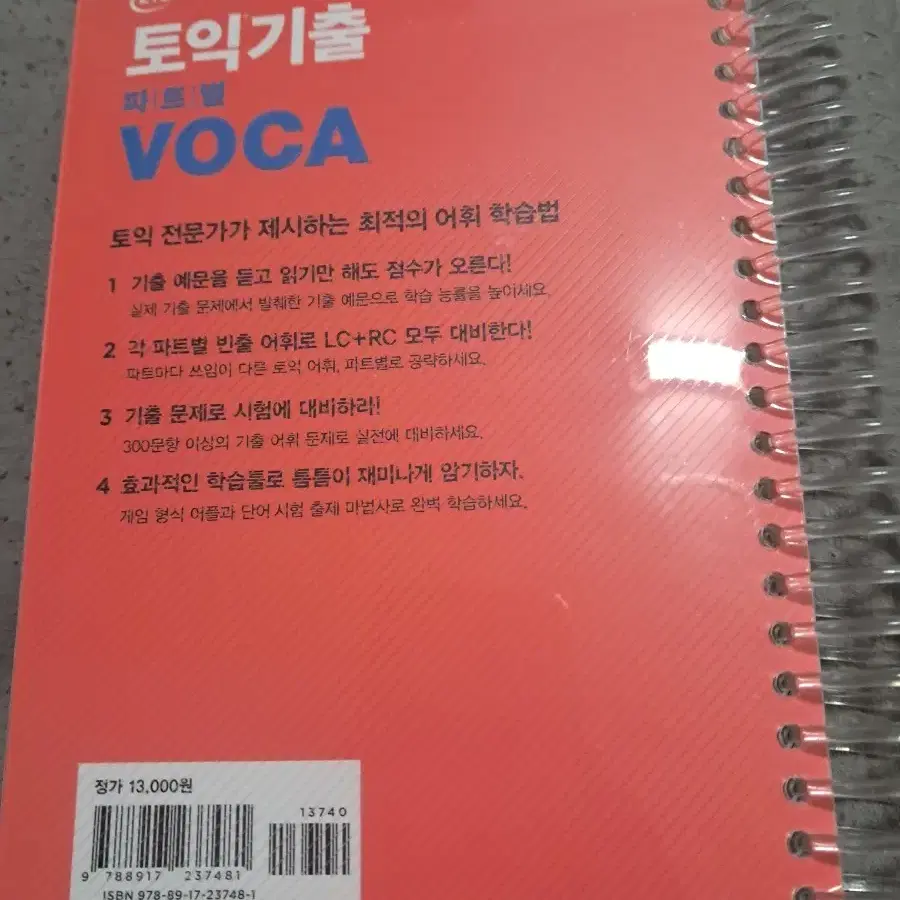 토익기출
파트별
VOCA
토익 전문가가 제시하는 최적의 어휘 학습법
1 기출 예문을 듣고 읽기만 해도 점수가 오른다!
실제 기출 문제에서 발췌한 기출 예문으로 학습 능률을 높이세요.
2 각 파트별 빈출 어휘로 LC+RC 모두 대비한다!
파트마다 쓰임이 다른 토익 어휘, 파트별로 공략하세요.
3 기출 문제로 시험에 대비하라!
300문항 이상의 기출 어휘 문제로 실전에 대비하세요.
4 효과적인 학습툴로 틈틈이 재미나게 암기하자.
게임 형식 어플과 단어 시험 출제 마법사로 완벽 학습하세요.
정가 13,000원
13740
9 788917 237481
ISBN 978-89-17-23748-1